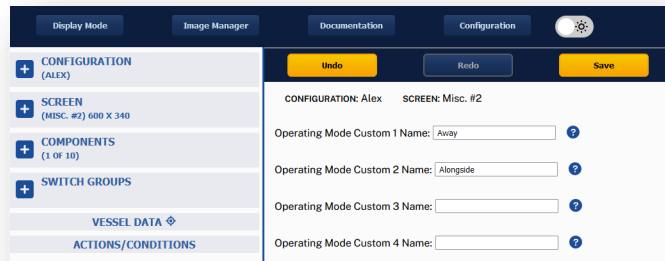 Display Mode
Image Manager
Documentation
Configuration
CONFIGURATION
(ALEX)
SCREEN
(MISC. #2) 600 X 340
COMPONENTS
(1 OF 10)
SWITCH GROUPS
VESSEL DATA
ACTIONS/CONDITIONS
Undo
Redo
Save
CONFIGURATION: Alex SCREEN: Misc. #2
Operating Mode Custom 1 Name: Away
Operating Mode Custom 2 Name: Alongside
Operating Mode Custom 3 Name:
Operating Mode Custom 4 Name: